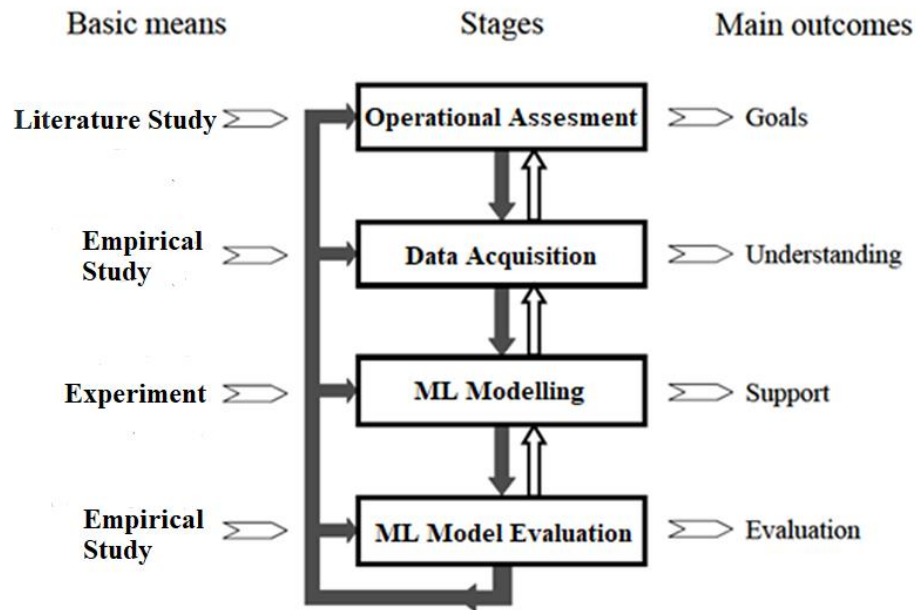 Basic means Stages Main outcomes
Literature Study Operational Assesment Goals
Empirical
Study Data Acquisition Understanding
Experiment ML Modelling Support
Empirical
Study ML Model Evaluation Evaluation